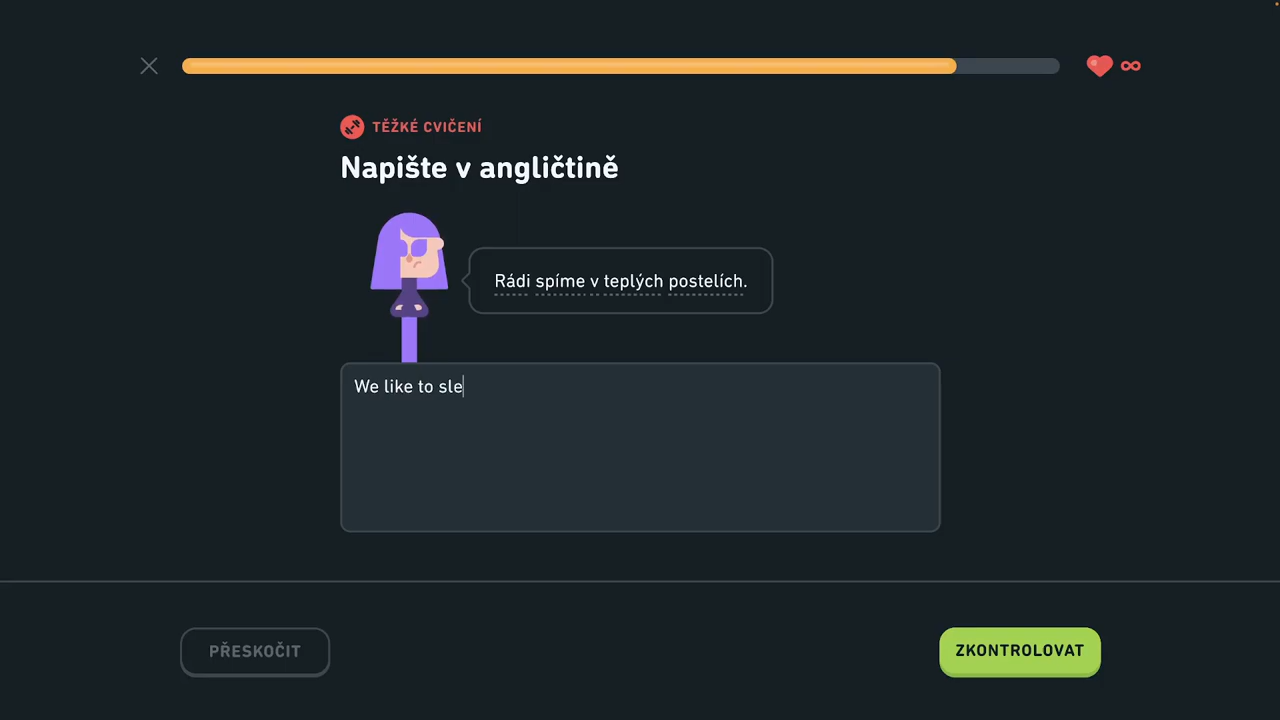 TĚŽKÉ CVIČENÍ
Napište v angličtině
Rádi spíme v teplých postelích.
We like to sle
PŘESKOČIT
ZKONTROLOVAT